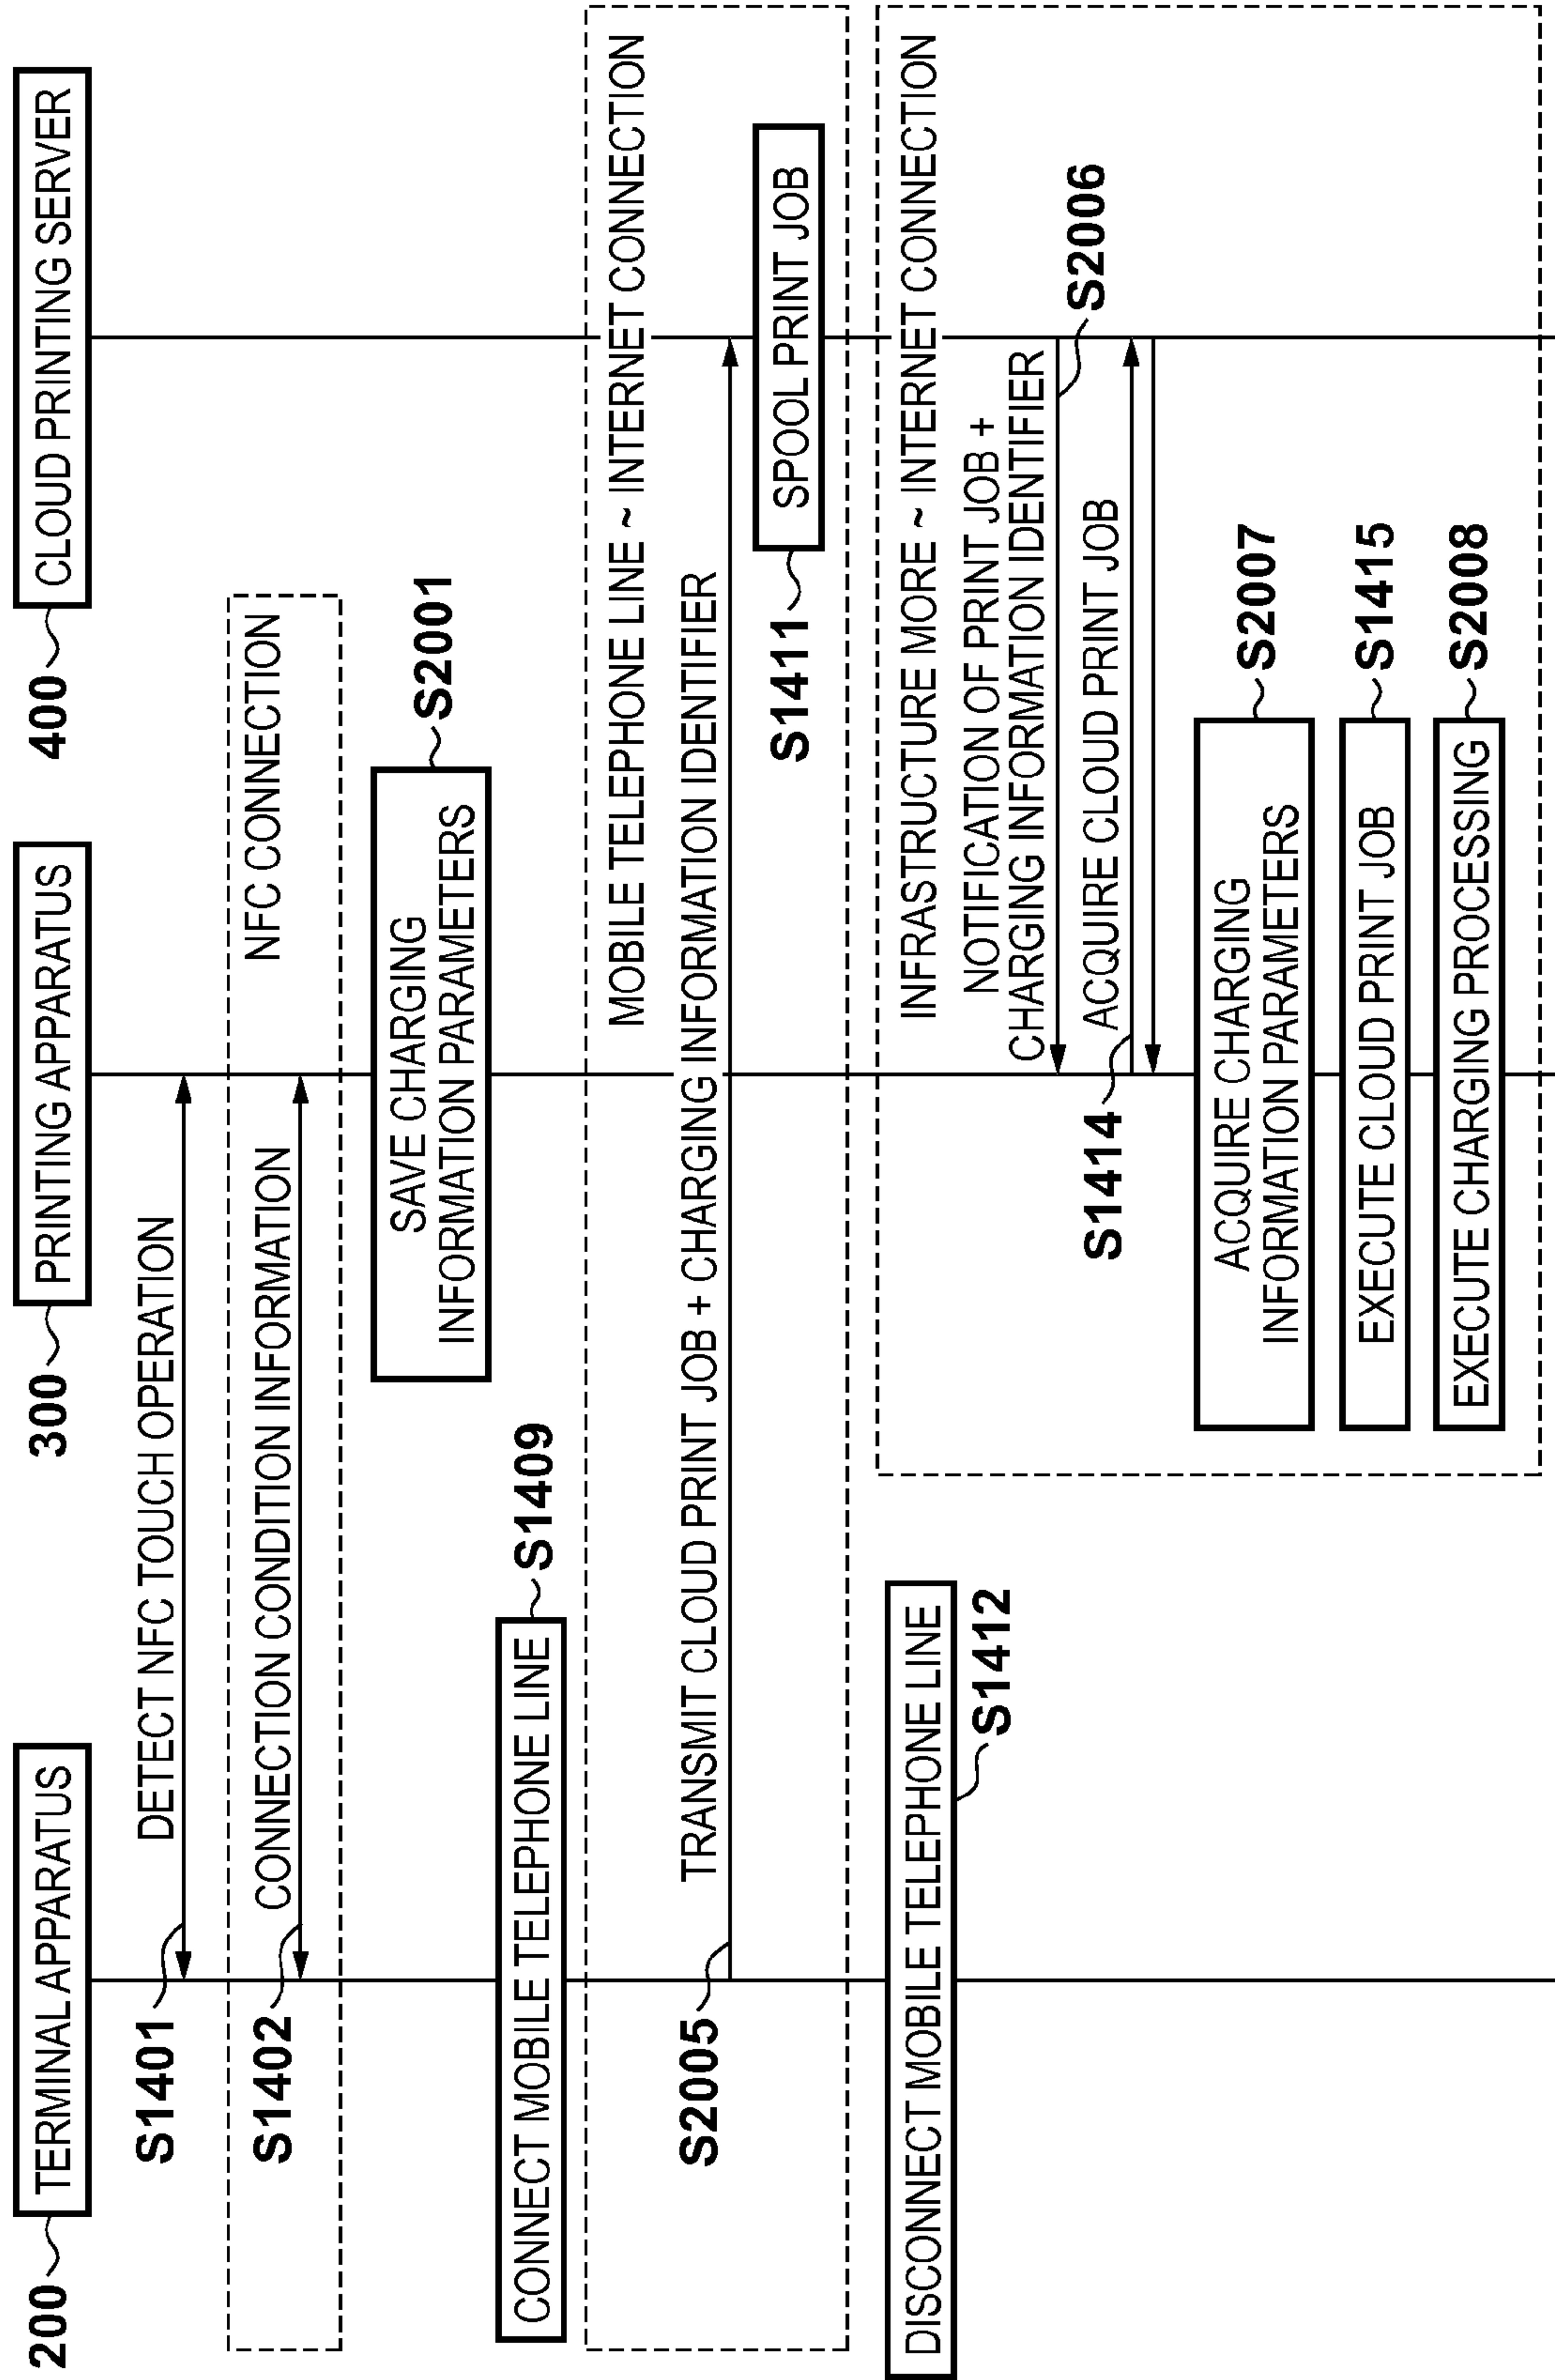 200
TERMINAL APPARATUS
300
PRINTING APPARATUS
400
CLOUD PRINTING SERVER
S1401
DETECT NFC TOUCH OPERATION
NFC CONNECTION
S1402
CONNECTION CONDITION INFORMATION
SAVE CHARGING
INFORMATION PARAMETERS
S2001
CONNECT MOBILE TELEPHONE LINE
S1409
MOBILE TELEPHONE LINE ~ INTERNET CONNECTION
S2005
TRANSMIT CLOUD PRINT JOB + CHARGING INFORMATION IDENTIFIER
S1411
SPOOL PRINT JOB
DISCONNECT MOBILE TELEPHONE LINE
S1412
INFRASTRUCTURE MORE ~ INTERNET CONNECTION
NOTIFICATION OF PRINT JOB +
CHARGING INFORMATION IDENTIFIER
S2006
S1414
ACQUIRE CLOUD PRINT JOB
ACQUIRE CHARGING
INFORMATION PARAMETERS
S2007
EXECUTE CLOUD PRINT JOB
S1415
EXECUTE CHARGING PROCESSING
S2008